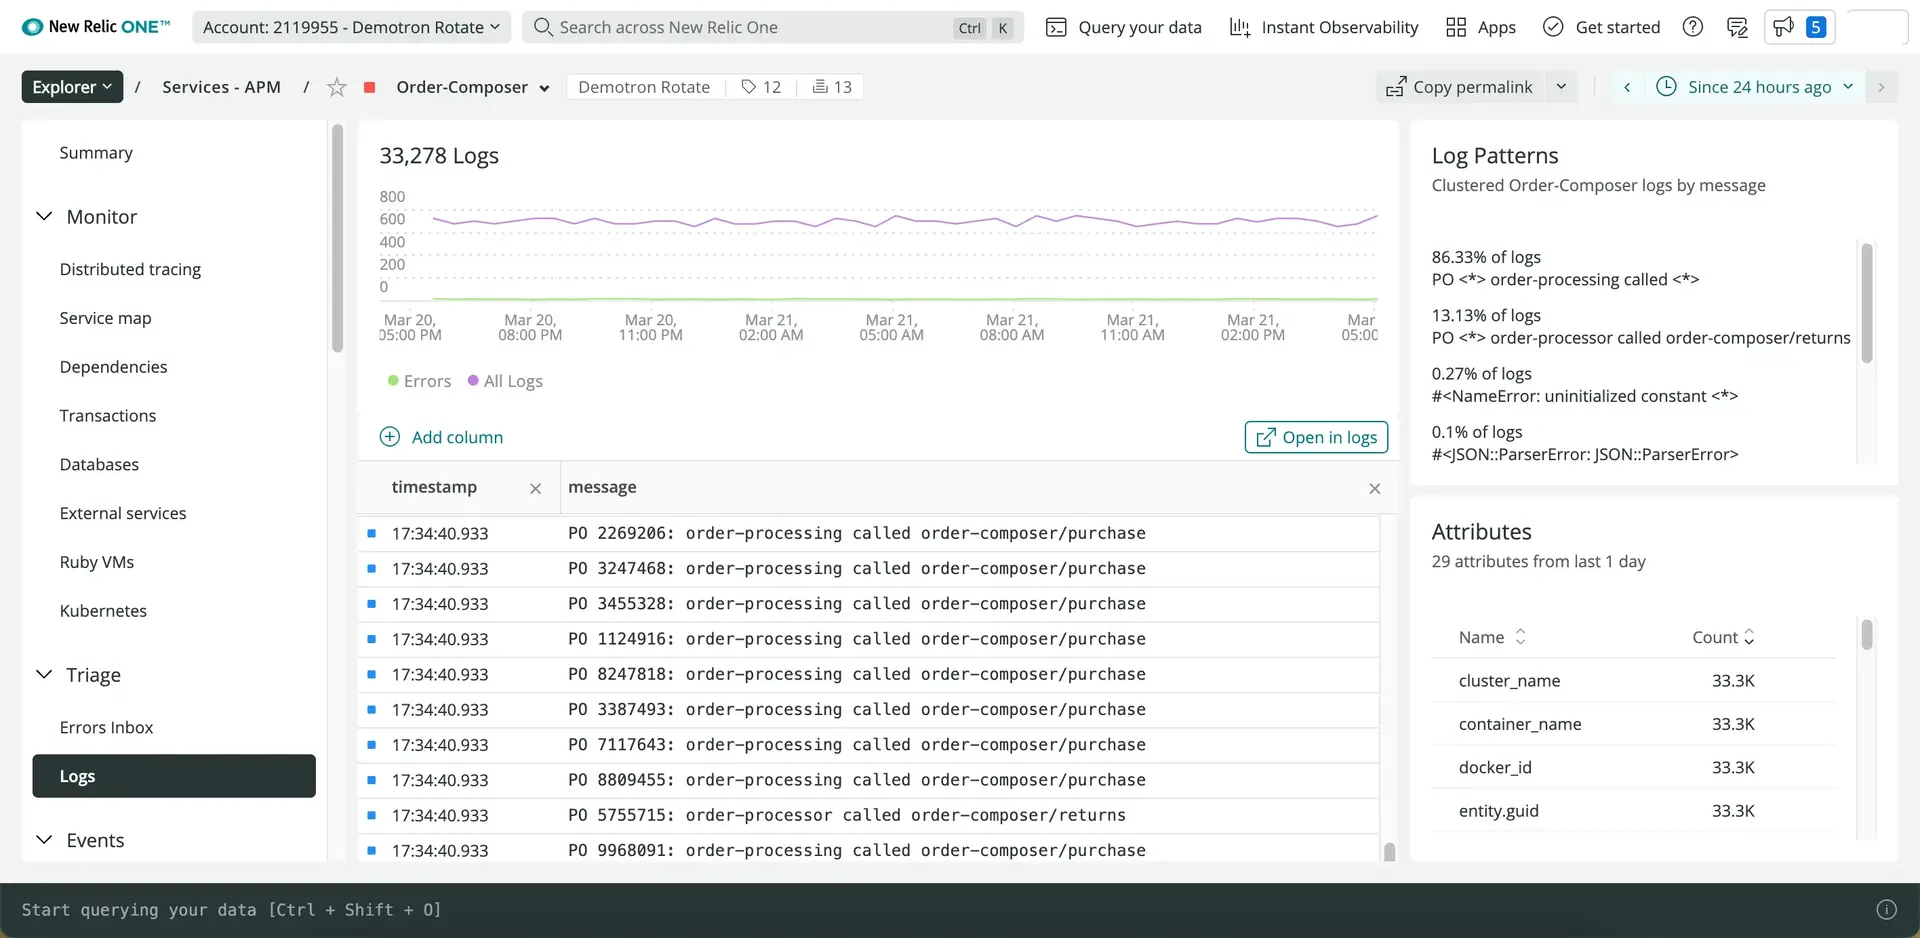 New Relic ONE™
Account: 2119955 - Demotron Rotate
Search across New Relic One
Ctrl K
Query your data
Instant Observability
Apps
Get started
5
Explorer / Services - APM / Order-Composer
Demotron Rotate
12
13
Copy permalink
Since 24 hours ago
Summary
Monitor
Distributed tracing
Service map
Dependencies
Transactions
Databases
External services
Ruby VMs
Kubernetes
Triage
Errors Inbox
Logs
Events
33,278 Logs
800
600
400
200
0
Mar 20, 05:00 PM
Mar 20, 08:00 PM
Mar 20, 11:00 PM
Mar 21, 02:00 AM
Mar 21, 05:00 AM
Mar 21, 08:00 AM
Mar 21, 11:00 AM
Mar 21, 02:00 PM
Mar 05:00
Errors
All Logs
Add column
Open in logs
timestamp message
17:34:40.933 PO 2269206: order-processing called order-composer/purchase
17:34:40.933 PO 3247468: order-processing called order-composer/purchase
17:34:40.933 PO 3455328: order-processing called order-composer/purchase
17:34:40.933 PO 1124916: order-processing called order-composer/purchase
17:34:40.933 PO 8247818: order-processing called order-composer/purchase
17:34:40.933 PO 3387493: order-processing called order-composer/purchase
17:34:40.933 PO 7117643: order-processing called order-composer/purchase
17:34:40.933 PO 8809455: order-processing called order-composer/purchase
17:34:40.933 PO 5755715: order-processor called order-composer/returns
17:34:40.933 PO 9968091: order-processing called order-composer/purchase
Log Patterns
Clustered Order-Composer logs by message
86.33% of logs
PO <*> order-processing called <*>
13.13% of logs
PO <*> order-processor called order-composer/returns
0.27% of logs
#<NameError: uninitialized constant <*>
0.1% of logs
#<JSON::ParserError: JSON::ParserError>
Attributes
29 attributes from last 1 day
Name Count
cluster_name 33.3K
container_name 33.3K
docker_id 33.3K
entity.guid 33.3K
Start querying your data [Ctrl + Shift + O]